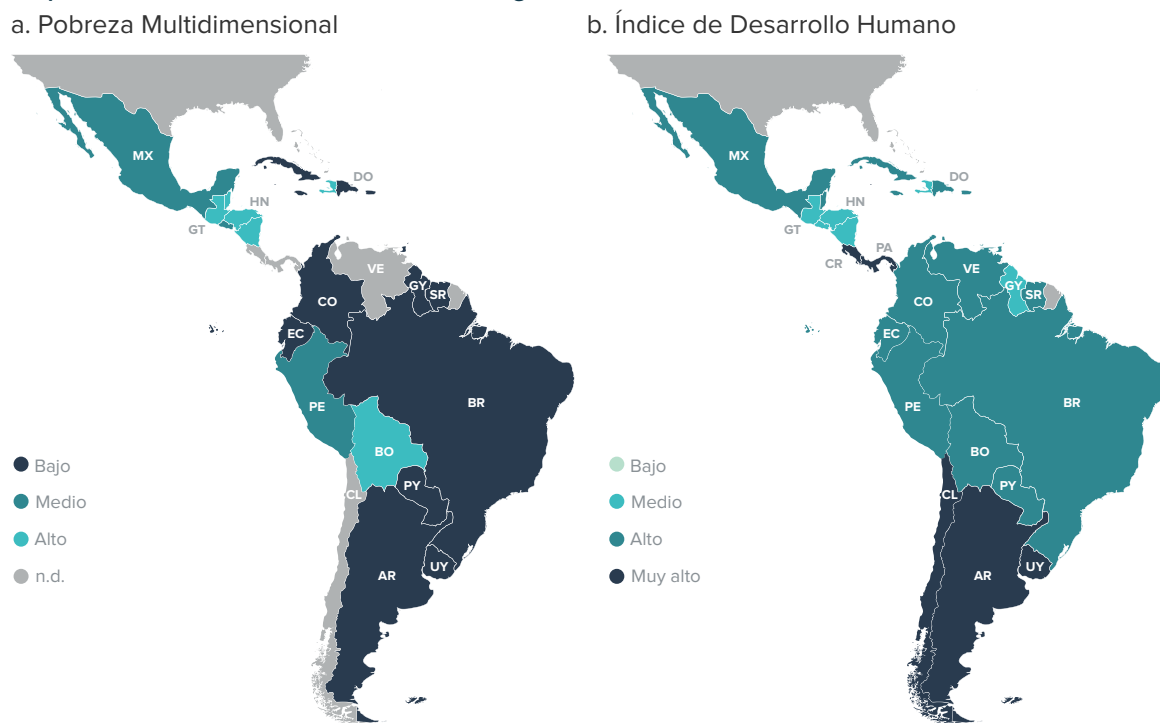 a. Pobreza Multidimensional
MX
DO
HN
GT
VE
GY
SR
CO
EC
PE
BR
BO
PY
CL
UY
AR
Bajo
Medio
Alto
n.d.
b. Índice de Desarrollo Humano
MX
DO
HN
GT
PA
CR
VE
GY
SR
CO
EC
PE
BR
BO
PY
CL
UY
AR
Bajo
Medio
Alto
Muy alto